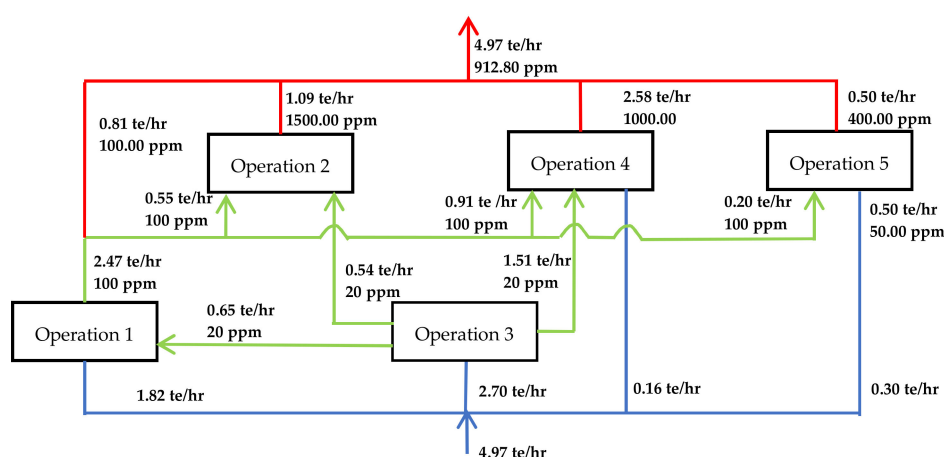 4.97 te/hr
912.80 ppm
0.81 te/hr
100.00 ppm
1.09 te/hr
1500.00 ppm
2.58 te/hr
1000.00
0.50 te/hr
400.00 ppm
Operation 2
Operation 4
Operation 5
0.55 te/hr
100 ppm
0.91 te /hr
100 ppm
0.20 te/hr
100 ppm
0.50 te/hr
50.00 ppm
2.47 te/hr
100 ppm
0.54 te/hr
20 ppm
1.51 te/hr
20 ppm
Operation 1
0.65 te/hr
20 ppm
Operation 3
1.82 te/hr
2.70 te/hr
0.16 te/hr
0.30 te/hr
4.97 te/hr